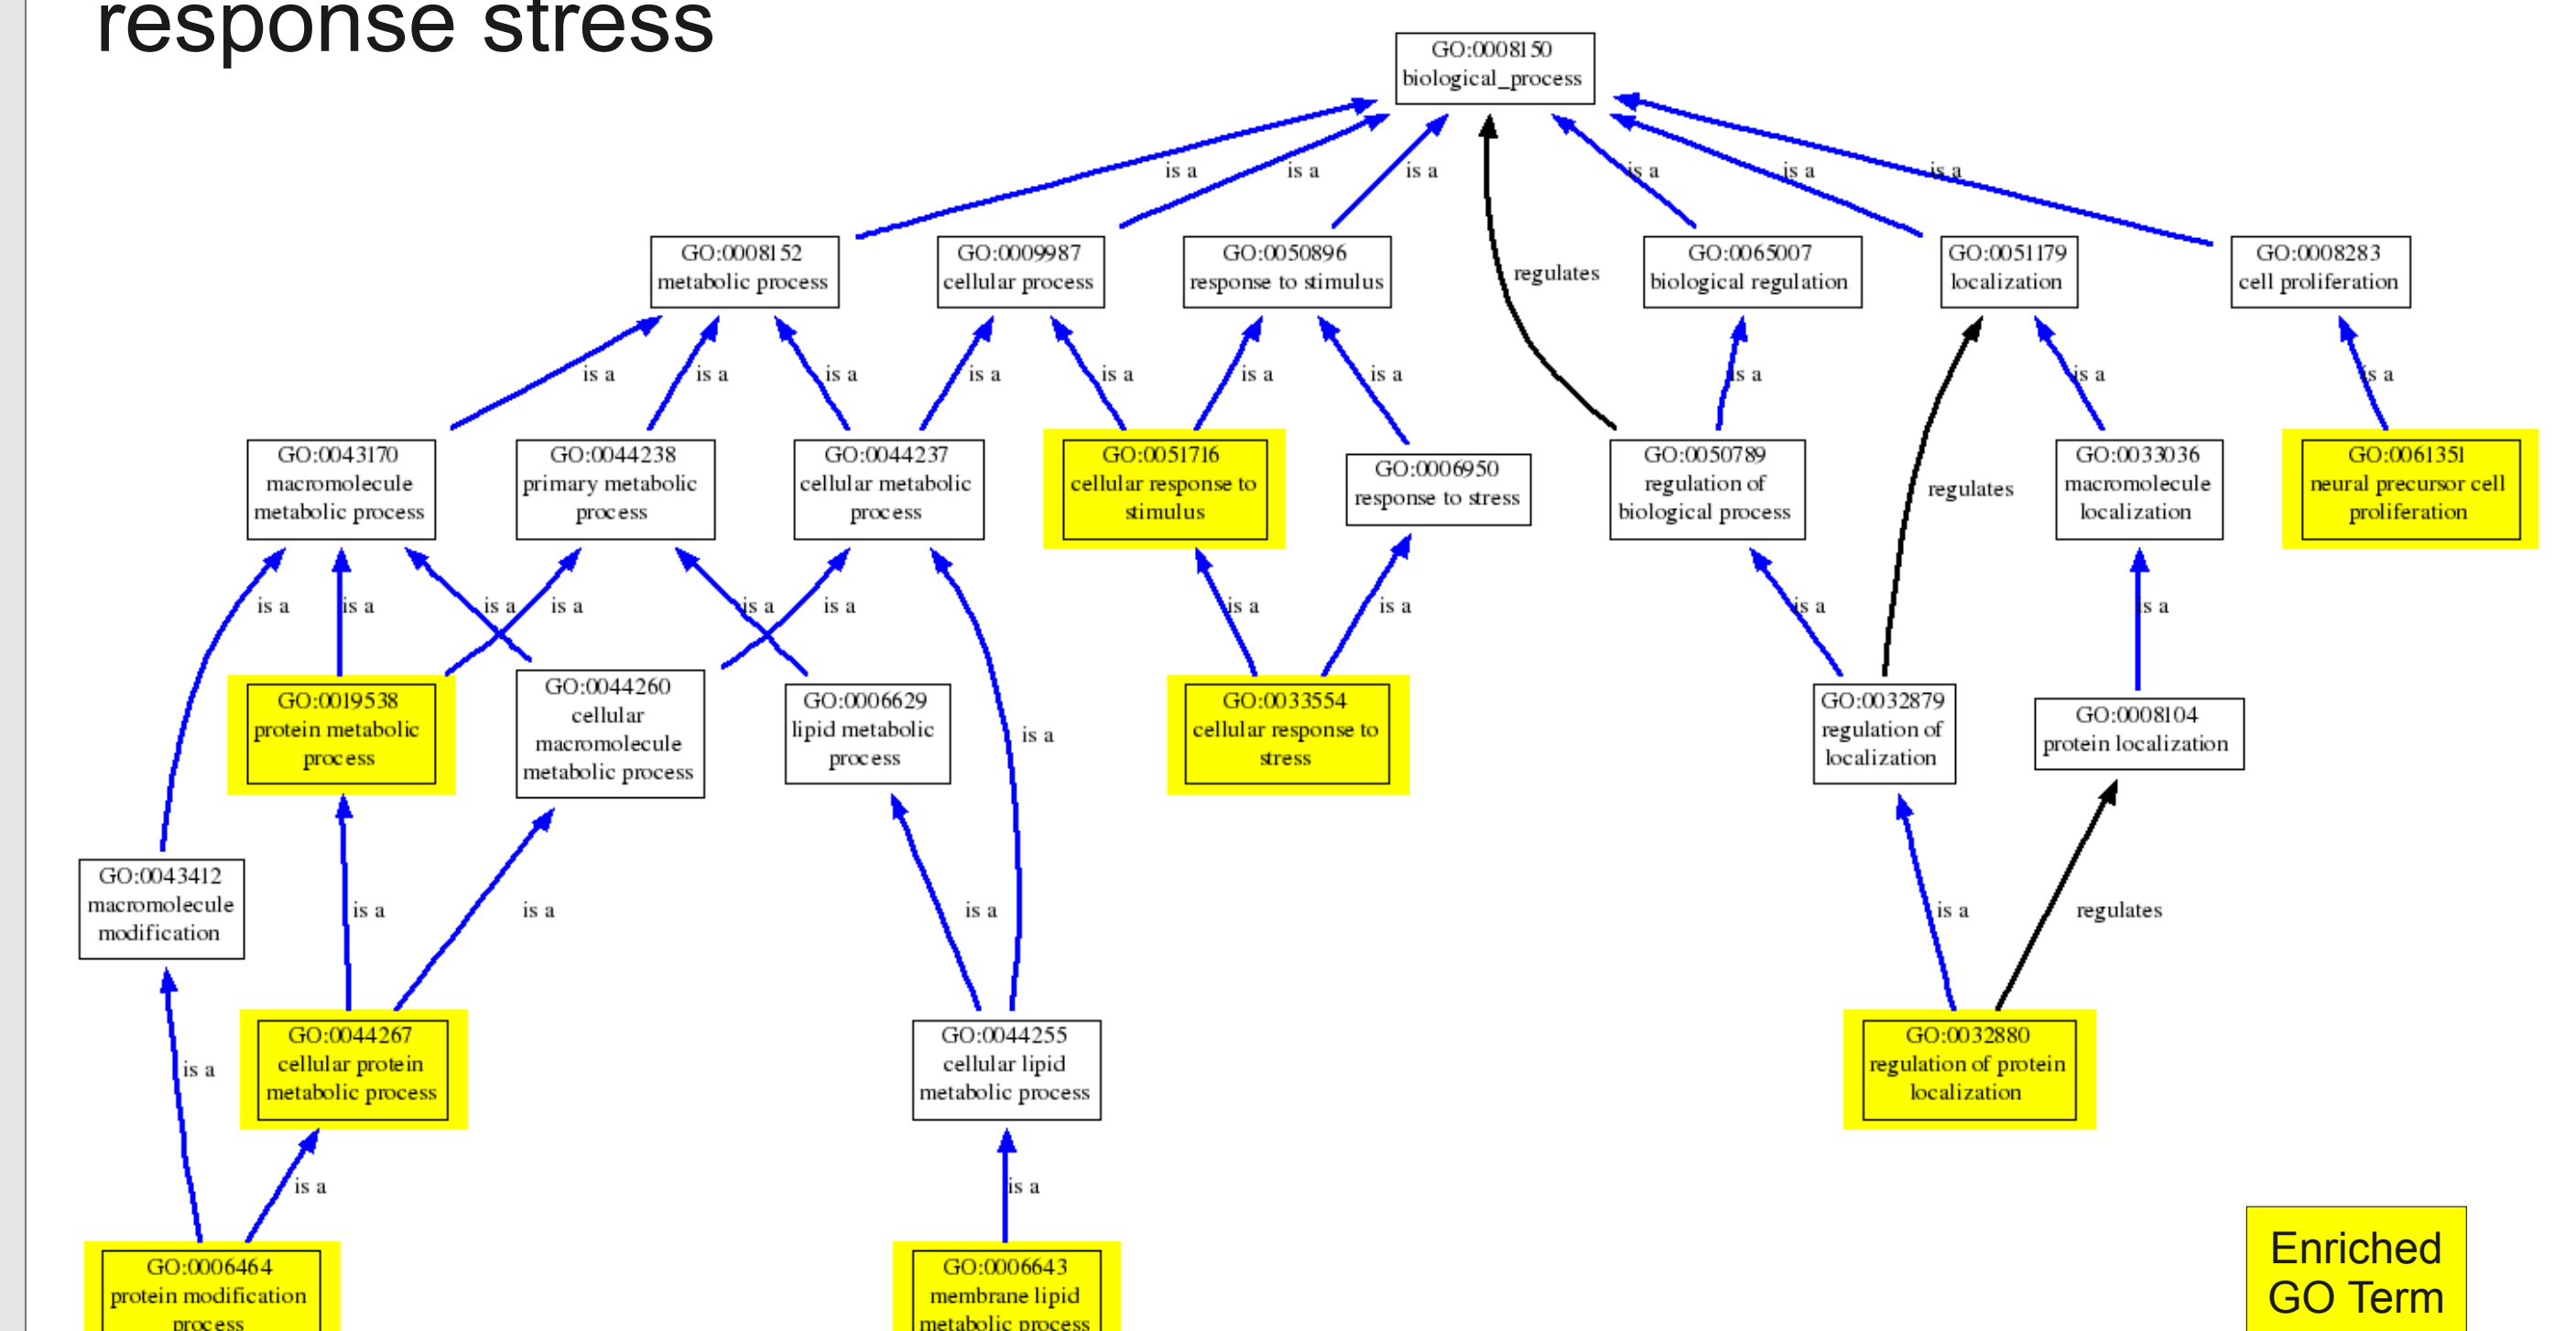 response stress
GO:0008150
biological_process
is a
is a
is a
is a
is a
is a
regulates
GO:0008152
metabolic process
GO:0009987
cellular process
GO:0050896
response to stimulus
GO:0065007
biological regulation
GO:0051179
localization
GO:0008283
cell proliferation
is a
is a
is a
is a
is a
is a
is a
is a
is a
is a
regulates
GO:0043170
macromolecule
metabolic process
GO:0044238
primary metabolic
process
GO:0044237
cellular metabolic
process
GO:0051716
cellular response to
stimulus
GO:0006950
response to stress
GO:0050789
regulation of
biological process
GO:0033036
macromolecule
localization
GO:0061351
neural precursor cell
proliferation
is a
is a
is a
is a
is a
is a
is a
is a
is a
is a
is a
GO:0019538
protein metabolic
process
GO:0044260
cellular
macromolecule
metabolic process
GO:0006629
lipid metabolic
process
GO:0033554
cellular response to
stress
GO:0032879
regulation of
localization
GO:0008104
protein localization
GO:0043412
macromolecule
modification
is a
is a
is a
is a
regulates
GO:0044267
cellular protein
metabolic process
GO:0044255
cellular lipid
metabolic process
GO:0032880
regulation of protein
localization
is a
is a
is a
GO:0006464
protein modification
process
GO:0006643
membrane lipid
metabolic process
Enriched
GO Term